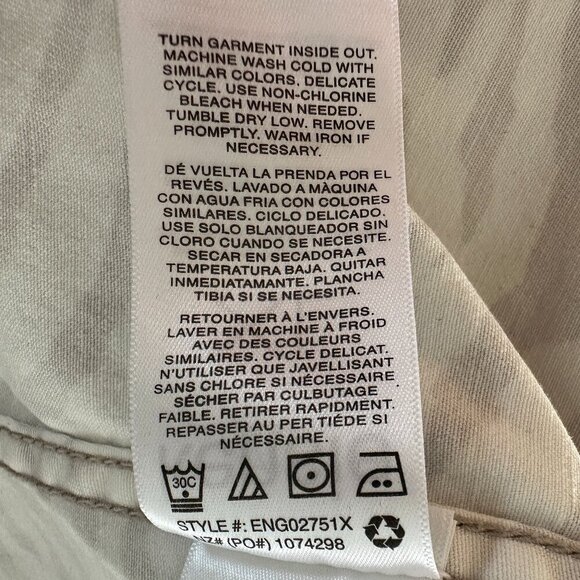 TURN GARMENT INSIDE OUT.
MACHINE WASH COLD WITH
SIMILAR COLORS. DELICATE
CYCLE. USE NON-CHLORINE
BLEACH WHEN NEEDED.
TUMBLE DRY LOW. REMOVE
PROMPTLY. WARM IRON IF
NECESSARY.
DÉ VUELTA LA PRENDA POR EL
REVÉS. LAVADO A MÀQUINA
CON AGUA FRIA CON COLORES
SIMILARES. CICLO DELICADO.
USE SOLO BLANQUEADOR SIN
CLORO CUANDO SE NECESITE.
SECAR EN SECADORA A
TEMPERATURA BAJA. QUITAR
INMEDIATAMANTE. PLANCHA
TIBIA SI SE NECESITA.
RETOURNER À L'ENVERS.
LAVER EN MACHINE À FROID
AVEC DES COULEURS
SIMILAIRES. CYCLE DELICAT.
N'UTILISER QUE JAVELLISANT
SANS CHLORE SI NÉCESSAIRE.
SÉCHER PAR CULBUTAGE
FAIBLE. RETIRER RAPIDMENT.
REPASSER AU PER TIÉDE SI
NÉCESSAIRE.
30C
STYLE #: ENG02751X
NZ# (PO#) 1074298